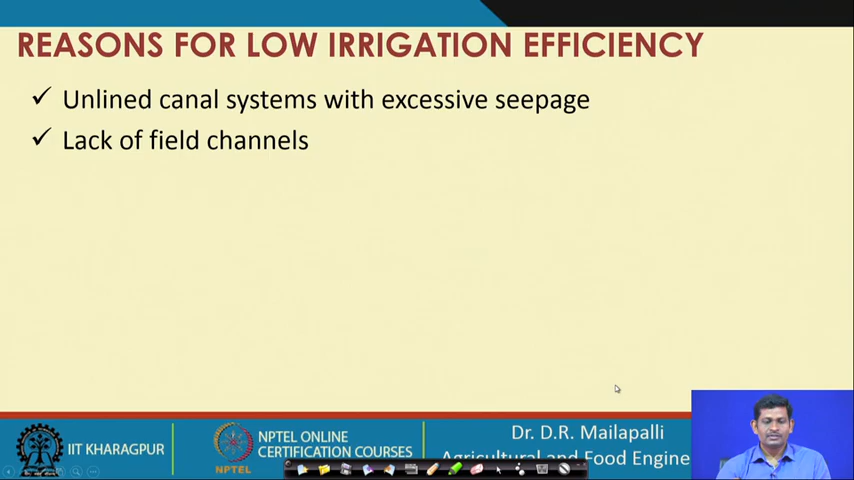 REASONS FOR LOW IRRIGATION EFFICIENCY
✓ Unlined canal systems with excessive seepage
✓ Lack of field channels
IIT KHARAGPUR
NPTEL
NPTEL ONLINE
CERTIFICATION COURSES
Dr. D.R. Mailapalli
Agricultural and Food Engine